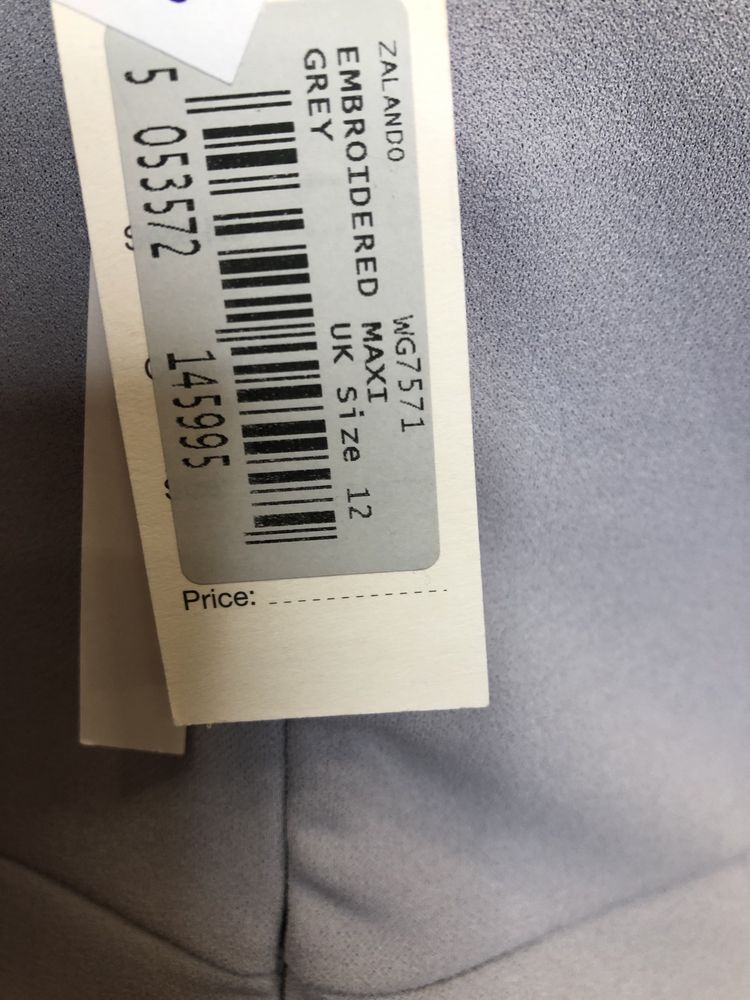 ZALANDO WG7571
EMBROIDERED MAXI
GREY UK Size 12
5 053572 145995
Price: